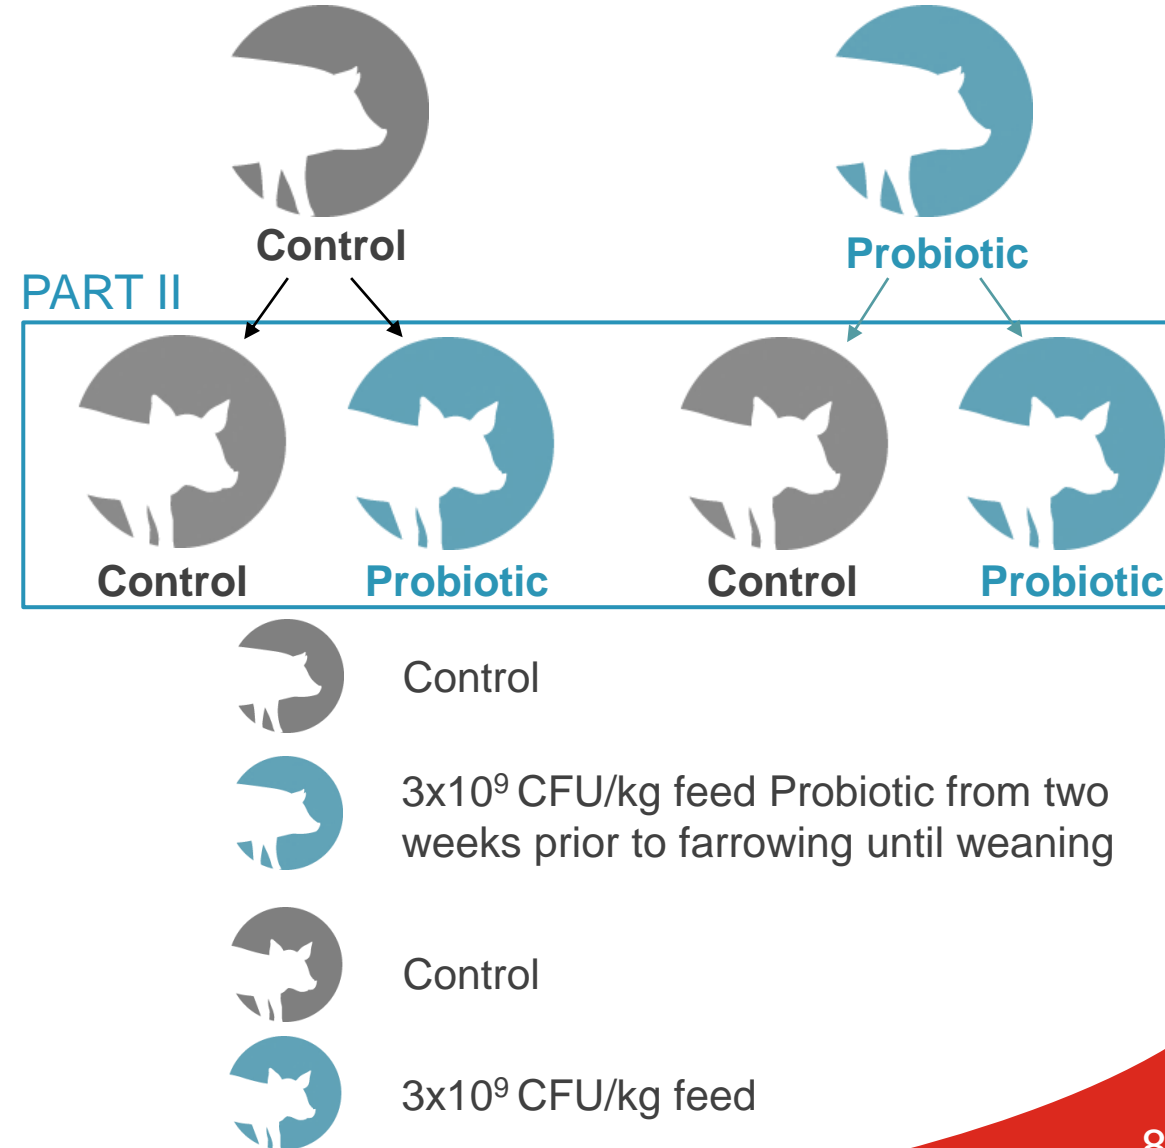 Control
Probiotic
PART II
Control
Probiotic
Control
Probiotic
Control
3x10⁹ CFU/kg feed Probiotic from two
weeks prior to farrowing until weaning
Control
3x10⁹ CFU/kg feed
8